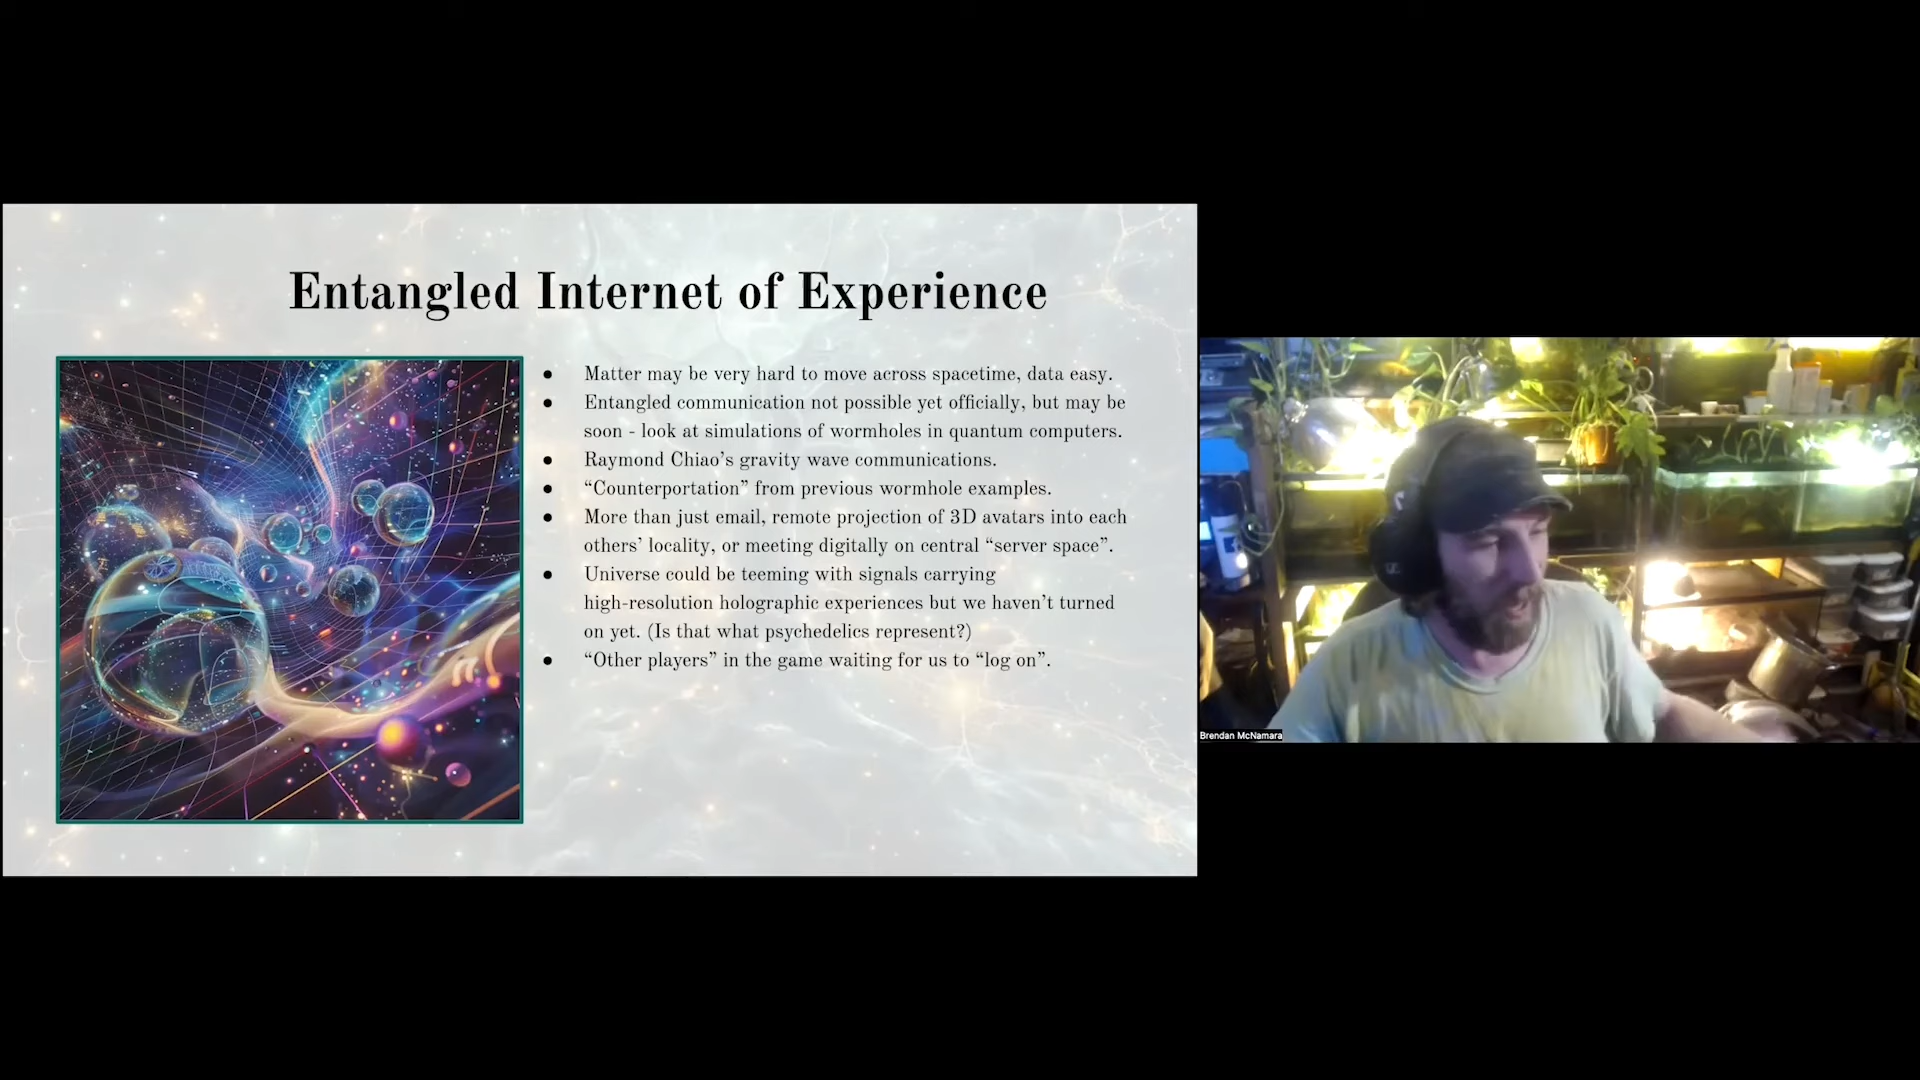 Entangled Internet of Experience
● Matter may be very hard to move across spacetime, data easy.
● Entangled communication not possible yet officially, but may be
soon - look at simulations of wormholes in quantum computers.
● Raymond Chiao’s gravity wave communications.
● “Counterportation” from previous wormhole examples.
● More than just email, remote projection of 3D avatars into each
others’ locality, or meeting digitally on central “server space”.
● Universe could be teeming with signals carrying
high-resolution holographic experiences but we haven’t turned
on yet. (Is that what psychedelics represent?)
● “Other players” in the game waiting for us to “log on”.
Brendan McNamara